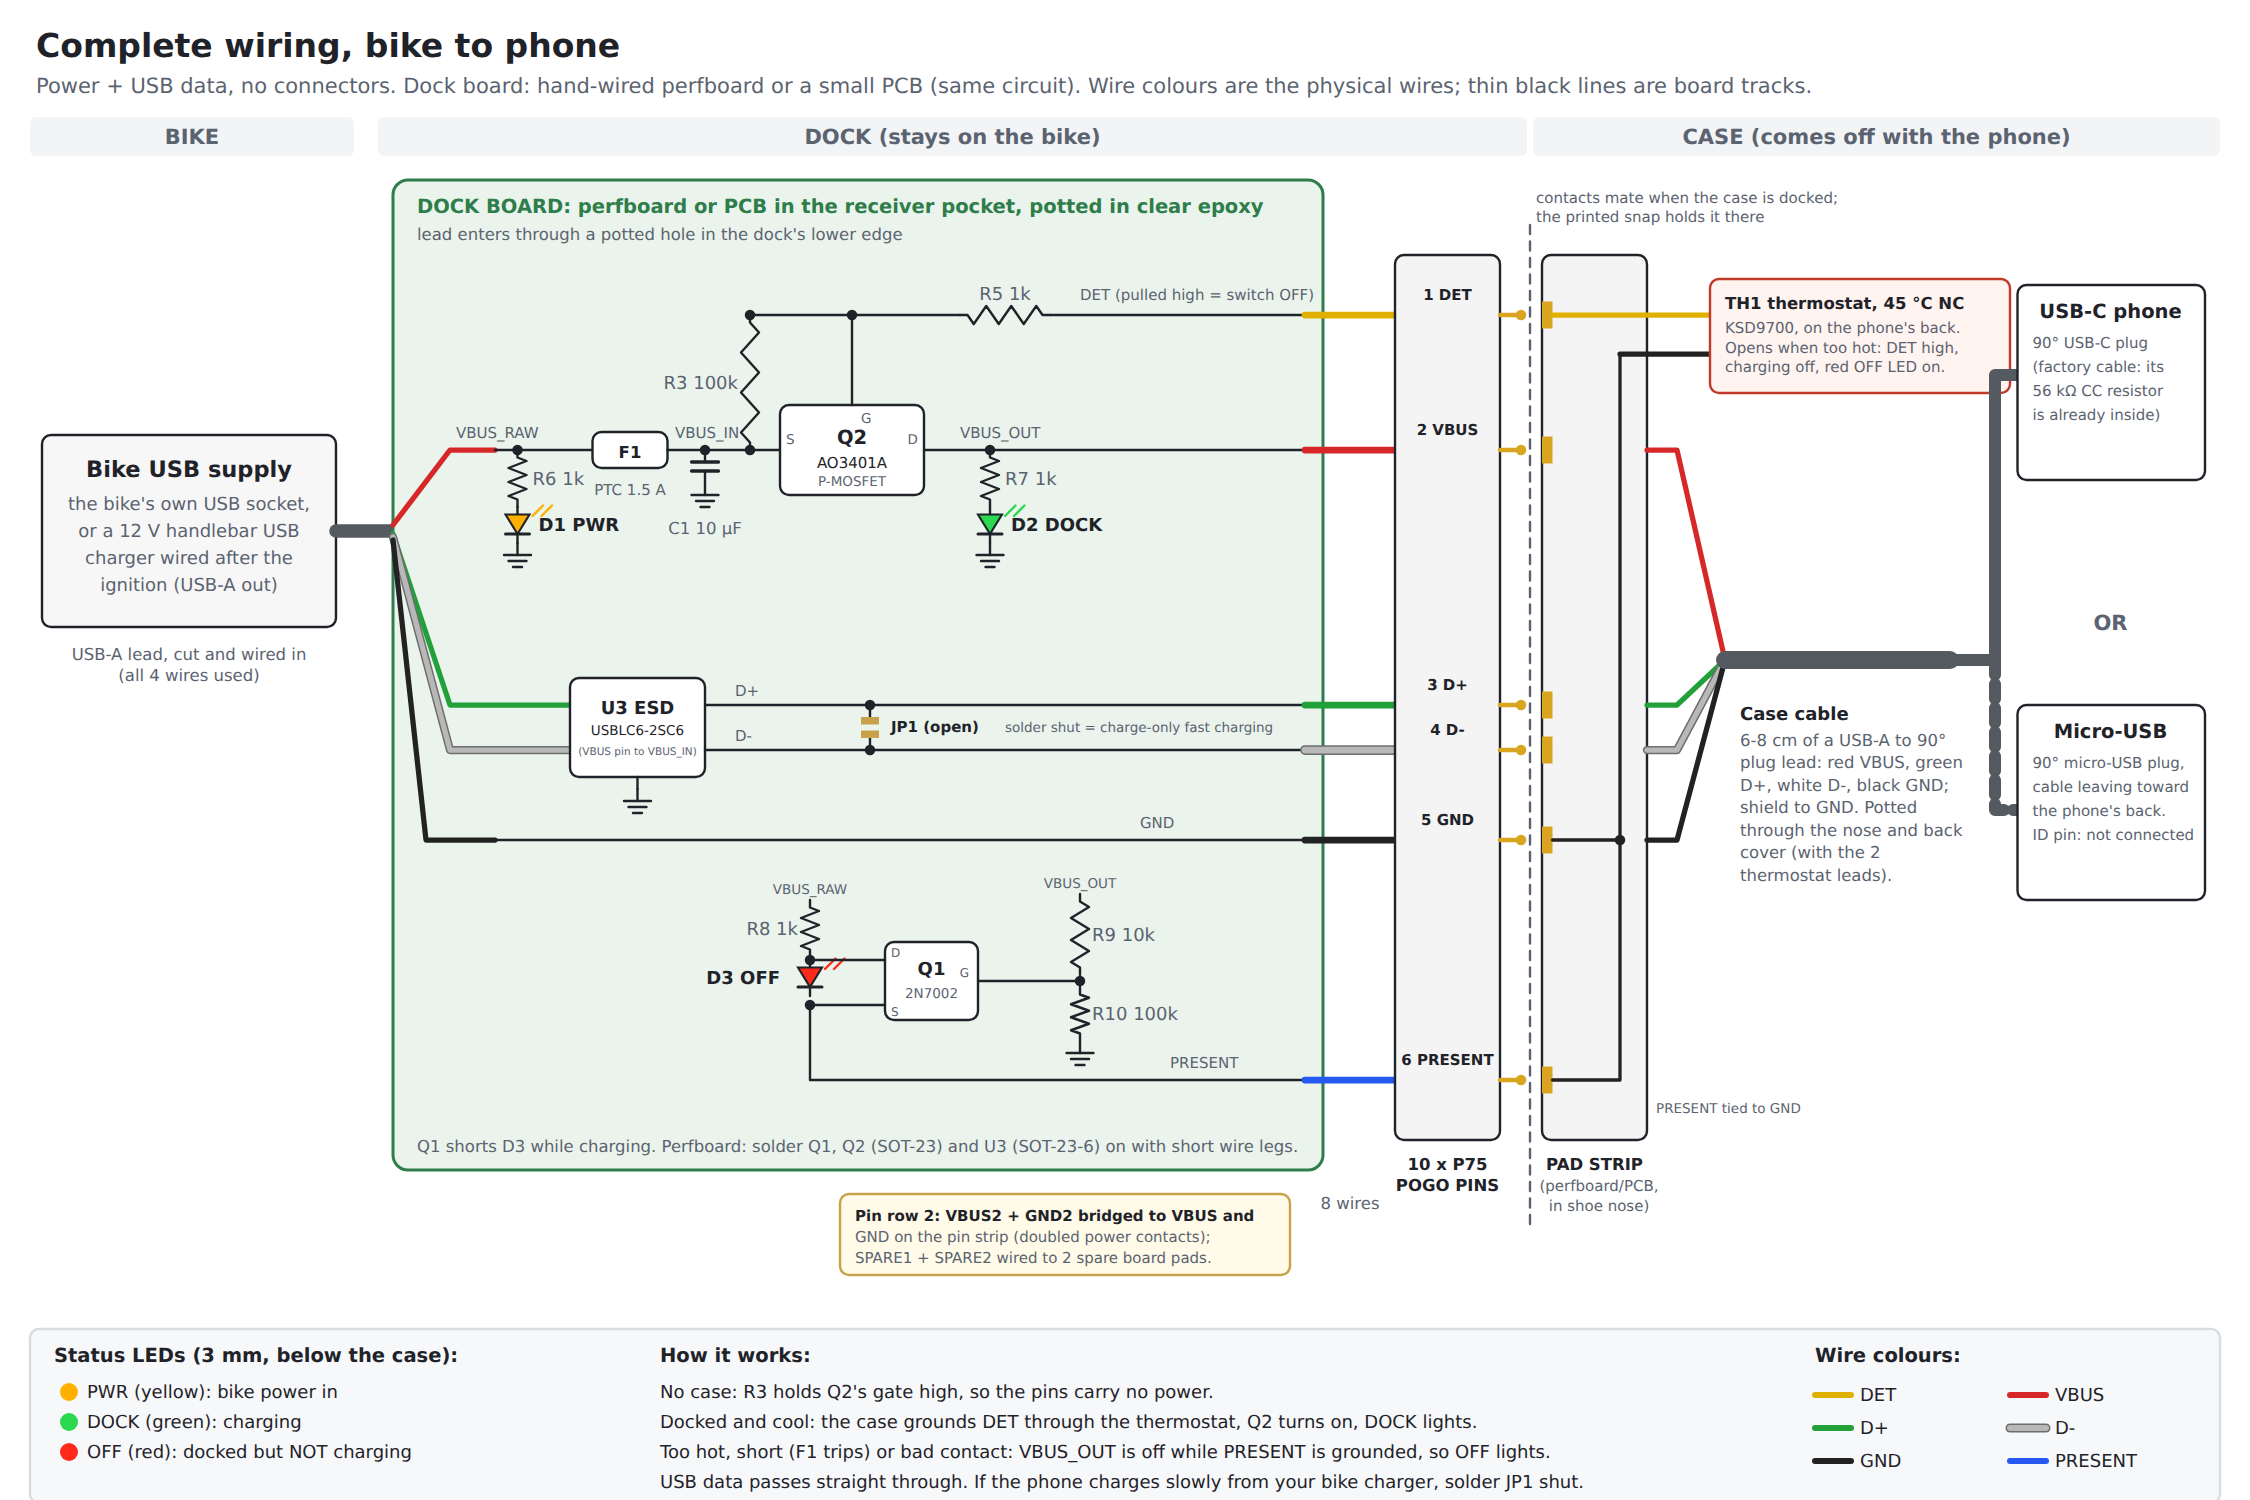 Complete wiring, bike to phone
Power + USB data, no connectors. Dock board: hand-wired perfboard or a small PCB (same circuit). Wire colours are the physical wires; thin black lines are board tracks.
BIKE
DOCK (stays on the bike)
CASE (comes off with the phone)
DOCK BOARD: perfboard or PCB in the receiver pocket, potted in clear epoxy
lead enters through a potted hole in the dock's lower edge
contacts mate when the case is docked;
the printed snap holds it there
Bike USB supply
the bike's own USB socket,
or a 12 V handlebar USB
charger wired after the
ignition (USB-A out)
USB-A lead, cut and wired in
(all 4 wires used)
R5 1k
DET (pulled high = switch OFF)
R3 100k
VBUS_RAW
F1
PTC 1.5 A
VBUS_IN
R6 1k
D1 PWR
C1 10 µF
S
G
D
Q2
AO3401A
P-MOSFET
VBUS_OUT
R7 1k
D2 DOCK
U3 ESD
USBLC6-2SC6
(VBUS pin to VBUS_IN)
D+
D-
JP1 (open)
solder shut = charge-only fast charging
GND
VBUS_RAW
R8 1k
D3 OFF
D
Q1
G
2N7002
S
VBUS_OUT
R9 10k
R10 100k
PRESENT
Q1 shorts D3 while charging. Perfboard: solder Q1, Q2 (SOT-23) and U3 (SOT-23-6) on with short wire legs.
1 DET
2 VBUS
3 D+
4 D-
5 GND
6 PRESENT
10 x P75
POGO PINS
8 wires
PAD STRIP
(perfboard/PCB,
in shoe nose)
PRESENT tied to GND
TH1 thermostat, 45 °C NC
KSD9700, on the phone's back.
Opens when too hot: DET high,
charging off, red OFF LED on.
USB-C phone
90° USB-C plug
(factory cable: its
56 kΩ CC resistor
is already inside)
OR
Case cable
6-8 cm of a USB-A to 90°
plug lead: red VBUS, green
D+, white D-, black GND;
shield to GND. Potted
through the nose and back
cover (with the 2
thermostat leads).
Micro-USB
90° micro-USB plug,
cable leaving toward
the phone's back.
ID pin: not connected
Pin row 2: VBUS2 + GND2 bridged to VBUS and
GND on the pin strip (doubled power contacts);
SPARE1 + SPARE2 wired to 2 spare board pads.
Status LEDs (3 mm, below the case):
PWR (yellow): bike power in
DOCK (green): charging
OFF (red): docked but NOT charging
How it works:
No case: R3 holds Q2's gate high, so the pins carry no power.
Docked and cool: the case grounds DET through the thermostat, Q2 turns on, DOCK lights.
Too hot, short (F1 trips) or bad contact: VBUS_OUT is off while PRESENT is grounded, so OFF lights.
USB data passes straight through. If the phone charges slowly from your bike charger, solder JP1 shut.
Wire colours:
DET
VBUS
D+
D-
GND
PRESENT